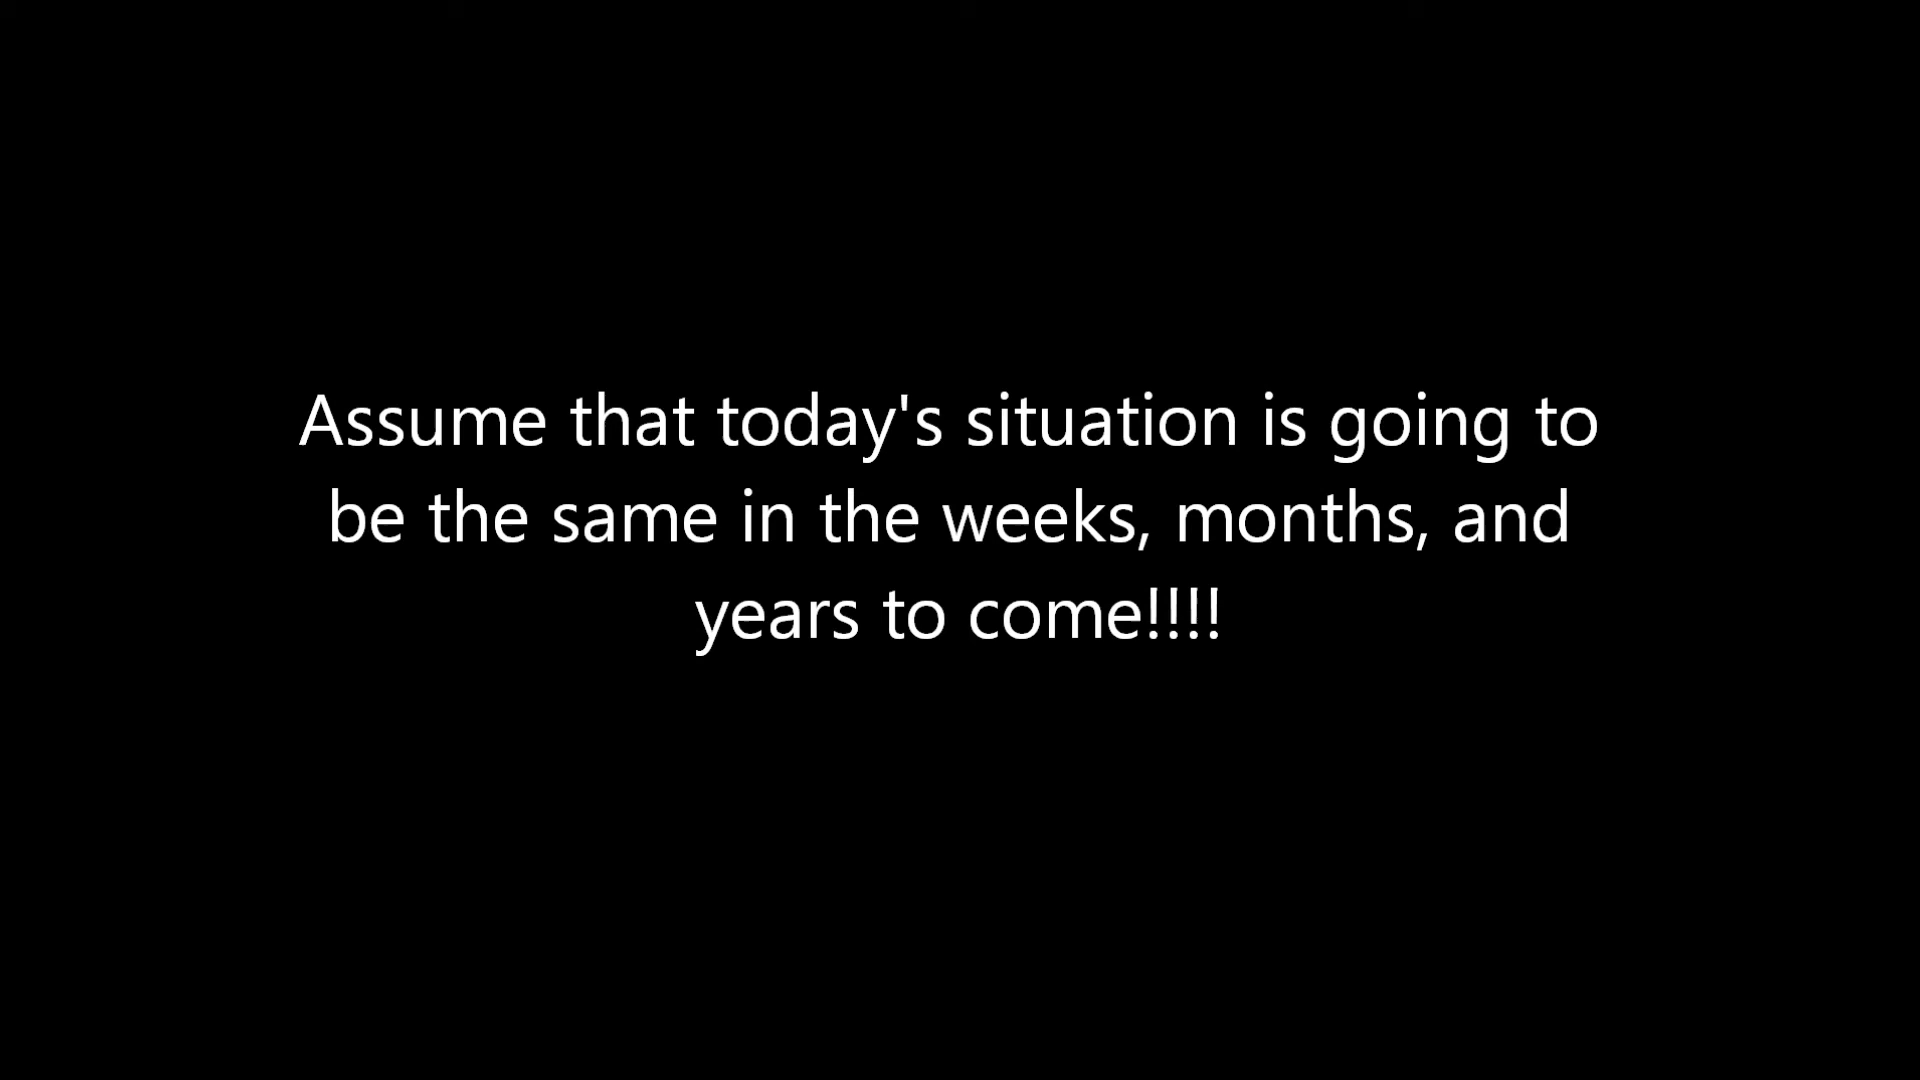 Assume that today's situation is going to
be the same in the weeks, months, and
years to come!!!!